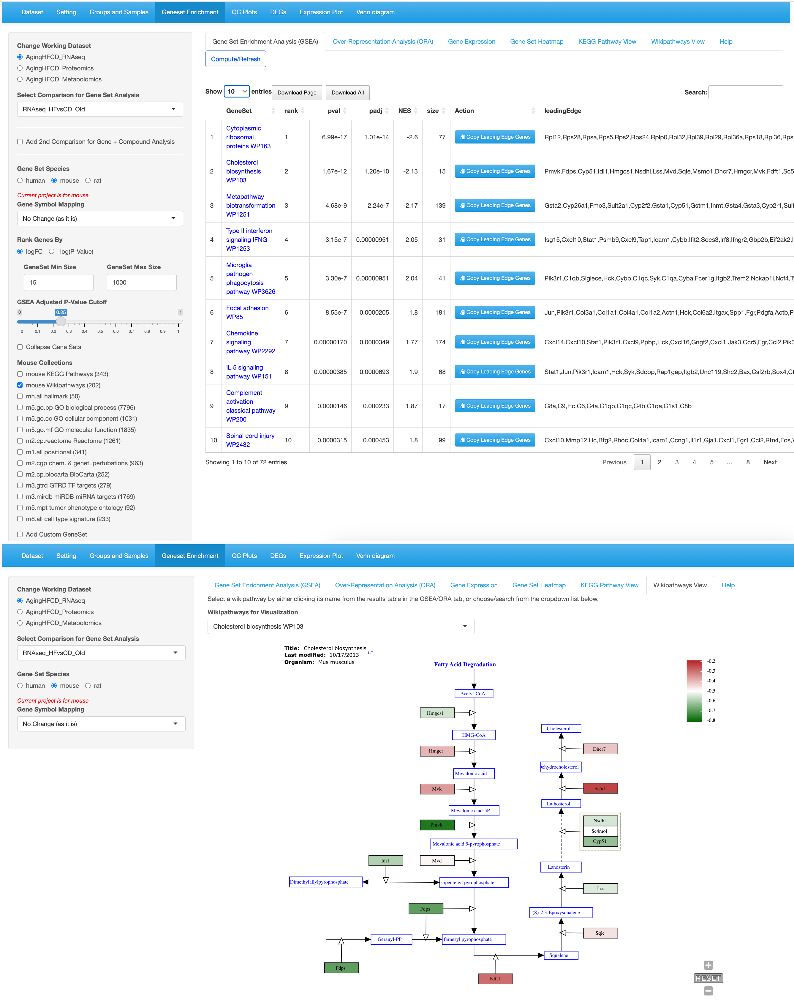 Dataset Setting Groups and Samples Geneset Enrichment QC Plots DEGs Expression Plot Venn diagram
Change Working Dataset
AgingHFCD_RNAseq
AgingHFCD_Proteomics
AgingHFCD_Metabolomics
Select Comparison for Gene Set Analysis
RNAseq_HFvsCD_Old
Add 2nd Comparison for Gene + Compound Analysis
Gene Set Species
human mouse rat
Current project is for mouse
Gene Symbol Mapping
No Change (as it is)
Rank Genes By
logFC -log(P-Value)
GeneSet Min Size GeneSet Max Size
15 1000
GSEA Adjusted P-Value Cutoff
0 0.25 1
0 0.1 0.2 0.3 0.4 0.5 0.6 0.7 0.8 0.9 1
Collapse Gene Sets
Mouse Collections
mouse KEGG Pathways (343)
mouse Wikipathways (202)
mh.all hallmark (50)
m5.go.bp GO biological process (7796)
m5.go.cc GO cellular component (1031)
m5.go.mf GO molecular function (1835)
m2.cp.reactome Reactome (1261)
m1.all positional (341)
m2.cgp chem. & genet. pertubations (963)
m2.cp.biocarta BioCarta (252)
m3.gtrd GTRD TF targets (279)
m3.mirdb miRDB miRNA targets (1769)
m5.mpt tumor phenotype ontology (92)
m8.all cell type signature (233)
Add Custom GeneSet
Gene Set Enrichment Analysis (GSEA) Over-Representation Analysis (ORA) Gene Expression Gene Set Heatmap KEGG Pathway View Wikipathways View Help
Compute/Refresh
Show 10 entries Download Page Download All Search:
GeneSet rank pval padj NES size Action leadingEdge
1 Cytoplasmic ribosomal proteins WP163 1 6.99e-17 1.01e-14 -2.6 77 Copy Leading Edge Genes Rpl12,Rps28,Rpsa,Rps5,Rps2,Rps24,Rplp0,Rpl32,Rpl39,Rpl29,Rpl36a,Rps18,Rpl36,Rps
2 Cholesterol biosynthesis WP103 2 1.67e-12 1.20e-10 -2.13 15 Copy Leading Edge Genes Pmvk,Fdps,Cyp51,Idi1,Hmgcs1,Nsdhl,Lss,Mvd,Sqle,Msmo1,Dhcr7,Hmgcr,Mvk,Fdft1,Sc5
3 Metapathway biotransformation WP1251 3 4.68e-9 2.24e-7 -2.17 139 Copy Leading Edge Genes Gsta2,Cyp26a1,Fmo3,Sult2a1,Cyp2f2,Gsta1,Cyp51,Gstm1,Inmt,Gsta4,Gsta3,Cyp2r1,Sult
4 Type II interferon signaling IFNG WP1253 4 3.15e-7 0.00000951 2.05 31 Copy Leading Edge Genes Isg15,Cxcl10,Stat1,Psmb9,Cxcl9,Tap1,Icam1,Cybb,Ifit2,Socs3,Irf8,Ifngr2,Gbp2b,Eif2ak2,
5 Microglia pathogen phagocytosis pathway WP3626 5 3.30e-7 0.00000951 2.04 41 Copy Leading Edge Genes Pik3r1,C1qb,Siglece,Hck,Cybb,C1qc,Syk,C1qa,Cyba,Fcer1g,Itgb2,Trem2,Nckap1l,Ncf4,
6 Focal adhesion WP85 6 8.55e-7 0.0000205 1.8 181 Copy Leading Edge Genes Jun,Pik3r1,Col3a1,Col1a1,Col4a1,Col1a2,Actn1,Hck,Col6a2,Itgax,Spp1,Fgr,Pdgfa,Actb,P
7 Chemokine signaling pathway WP2292 7 0.00000170 0.0000349 1.77 174 Copy Leading Edge Genes Cxcl14,Cxcl10,Stat1,Pik3r1,Cxcl9,Ppbp,Hck,Cxcl16,Gngt2,Cxcl1,Jak3,Ccr5,Fgr,Ccl2,Pik3
8 IL 5 signaling pathway WP151 8 0.00000385 0.0000693 1.9 68 Copy Leading Edge Genes Stat1,Jun,Pik3r1,Icam1,Hck,Syk,Sdcbp,Rap1gap,Itgb2,Unc119,Shc2,Bax,Csf2rb,Sox4,
9 Complement activation classical pathway WP200 9 0.0000146 0.000233 1.87 17 Copy Leading Edge Genes C8a,C9,Hc,C6,C4a,C1qb,C1qc,C4b,C1qa,C1s1,C8b
10 Spinal cord injury WP2432 10 0.0000315 0.000453 1.8 99 Copy Leading Edge Genes Cxcl10,Mmp12,Hc,Btg2,Rhoc,Col4a1,Icam1,Ccng1,Il1r1,Gja1,Cxcl1,Egr1,Ccl2,Rtn4,Fos,
Showing 1 to 10 of 72 entries Previous 1 2 3 4 5 … 8 Next
Dataset Setting Groups and Samples Geneset Enrichment QC Plots DEGs Expression Plot Venn diagram
Change Working Dataset
AgingHFCD_RNAseq
AgingHFCD_Proteomics
AgingHFCD_Metabolomics
Select Comparison for Gene Set Analysis
RNAseq_HFvsCD_Old
Gene Set Species
human mouse rat
Current project is for mouse
Gene Symbol Mapping
No Change (as it is)
Gene Set Enrichment Analysis (GSEA) Over-Representation Analysis (ORA) Gene Expression Gene Set Heatmap KEGG Pathway View Wikipathways View Help
Select a wikipathway by either clicking its name from the results table in the GSEA/ORA tab, or choose/search from the dropdown list below.
Wikipathways for Visualization
Cholesterol biosynthesis WP103
Title: Cholesterol biosynthesis
Last modified: 10/17/2013 1-7
Organism: Mus musculus
Fatty Acid Degradation
Acetyl-CoA
Hmgcs1
HMG-CoA
Hmgcr
Mevalonic acid
Mvk
Mevalonic acid-5P
Pmvk
Mevalonic acid 5-pyrophosphate
Idi1 Mvd
Dimethylallylpyrophosphate sopentenyl pyrophosphate
Fdps
Geranyl-PP farnesyl pyrophosphate
Fdps
Fdft1
Cholesterol
Dhcr7
Dehydrocholesterol
Sc5d
Lathosterol
Nsdhl
Sc4mol
Cyp51
Lanosterin
Lss
(S)-2,3-Epoxysqualene
Sqle
Squalene
-0.2
-0.3
-0.4
-0.5
-0.6
-0.7
-0.8
RESET